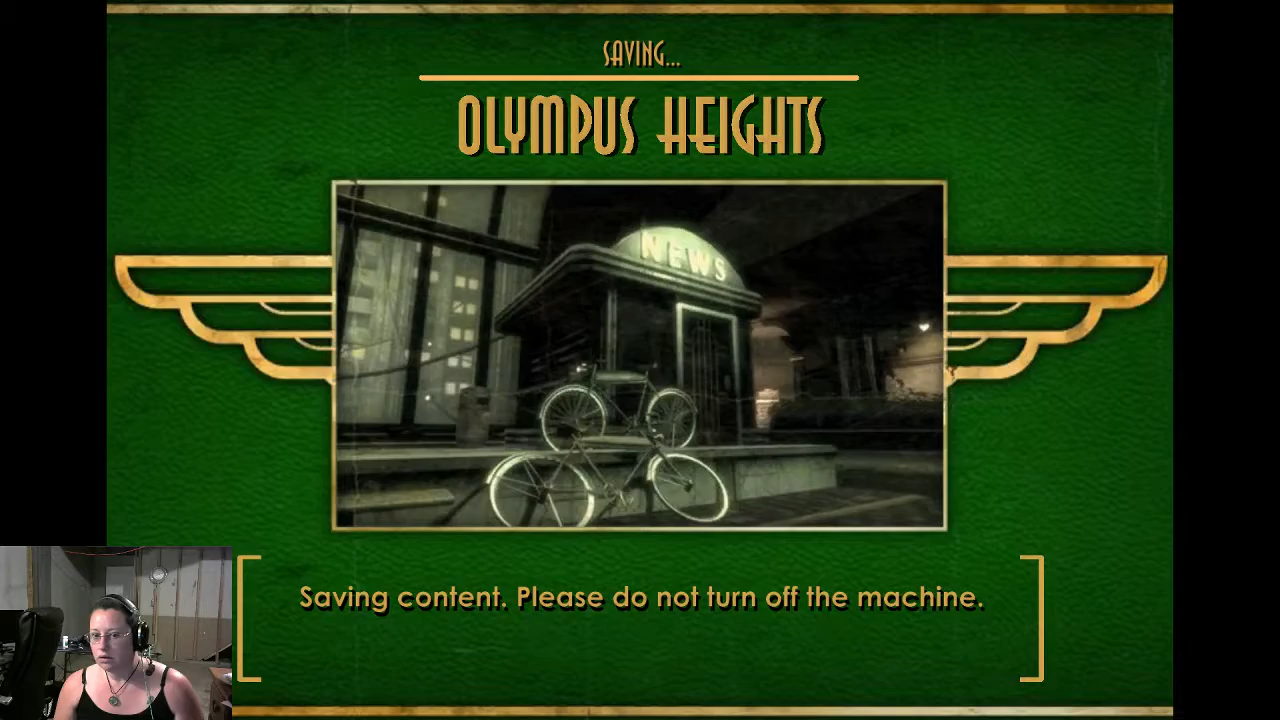 SAVING...
OLYMPUS HEIGHTS
NEWS
Saving content. Please do not turn off the machine.